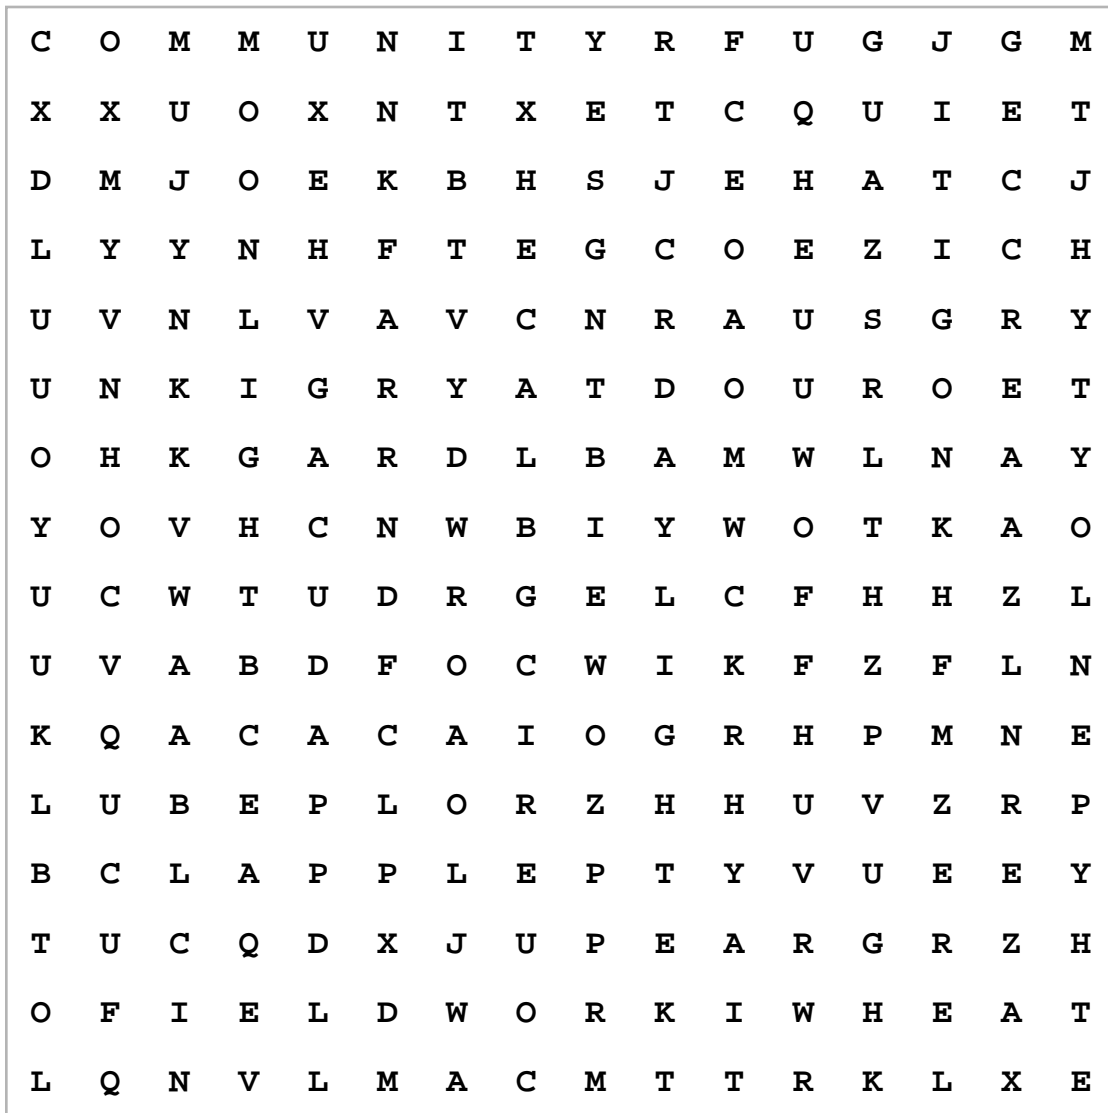 C O M M U N I T Y R F U G J G M
X X U O X N T X E T C Q U I E T
D M J O E K B H S J E H A T C J
L Y Y N H F T E G C O E Z I C H
U V N L V A V C N R A U S G R Y
U N K I G R Y A T D O U R O E T
O H K G A R D L B A M W L N A Y
Y O V H C N W B I Y W O T K A O
U C W T U D R G E L C F H H Z L
U V A B D F O C W I K F Z F L N
K Q A C A C A I O G R H P M N E
L U B E P L O R Z H H U V Z R P
B C L A P P L E P T Y V U E E Y
T U C Q D X J U P E A R G R Z H
O F I E L D W O R K I W H E A T
L Q N V L M A C M T T R K L X E